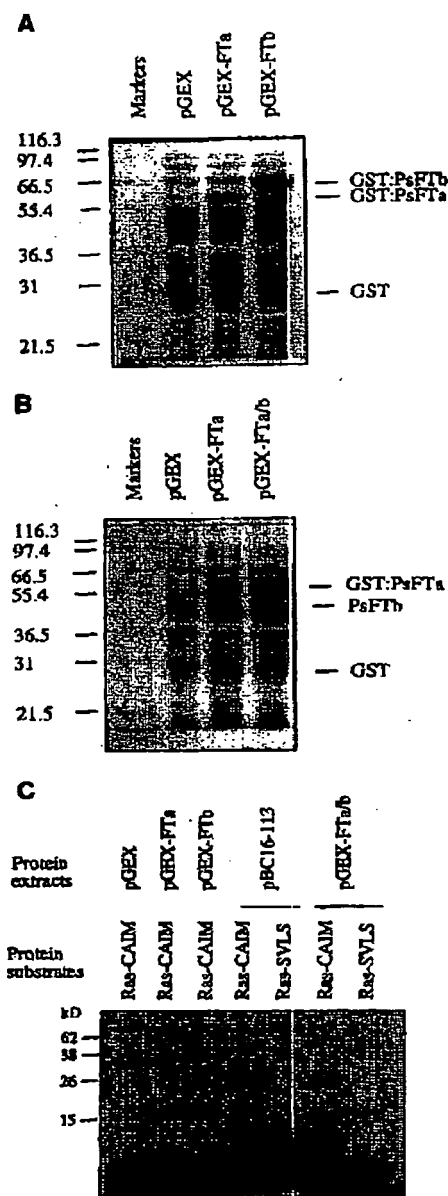 A
Markers
pGEX
pGEX-FTa
pGEX-FTb
116.3
97.4
66.5
55.4
36.5
31
21.5
GST:PsFTb
GST:PsFTa
GST
B
Markers
pGEX
pGEX-FTa
pGEX-FTa/b
116.3
97.4
66.5
55.4
36.5
31
21.5
GST:PsFTa
PsFTb
GST
C
Protein extracts
pGEX
pGEX-FTa
pGEX-FTb
pBC16-113
pGEX-FTa/b
Protein substrates
Ras-CAIM
Ras-CAIM
Ras-CAIM
Ras-CAIM
Ras-SVLS
Ras-CAIM
Ras-SVLS
kD
62
38
26
15